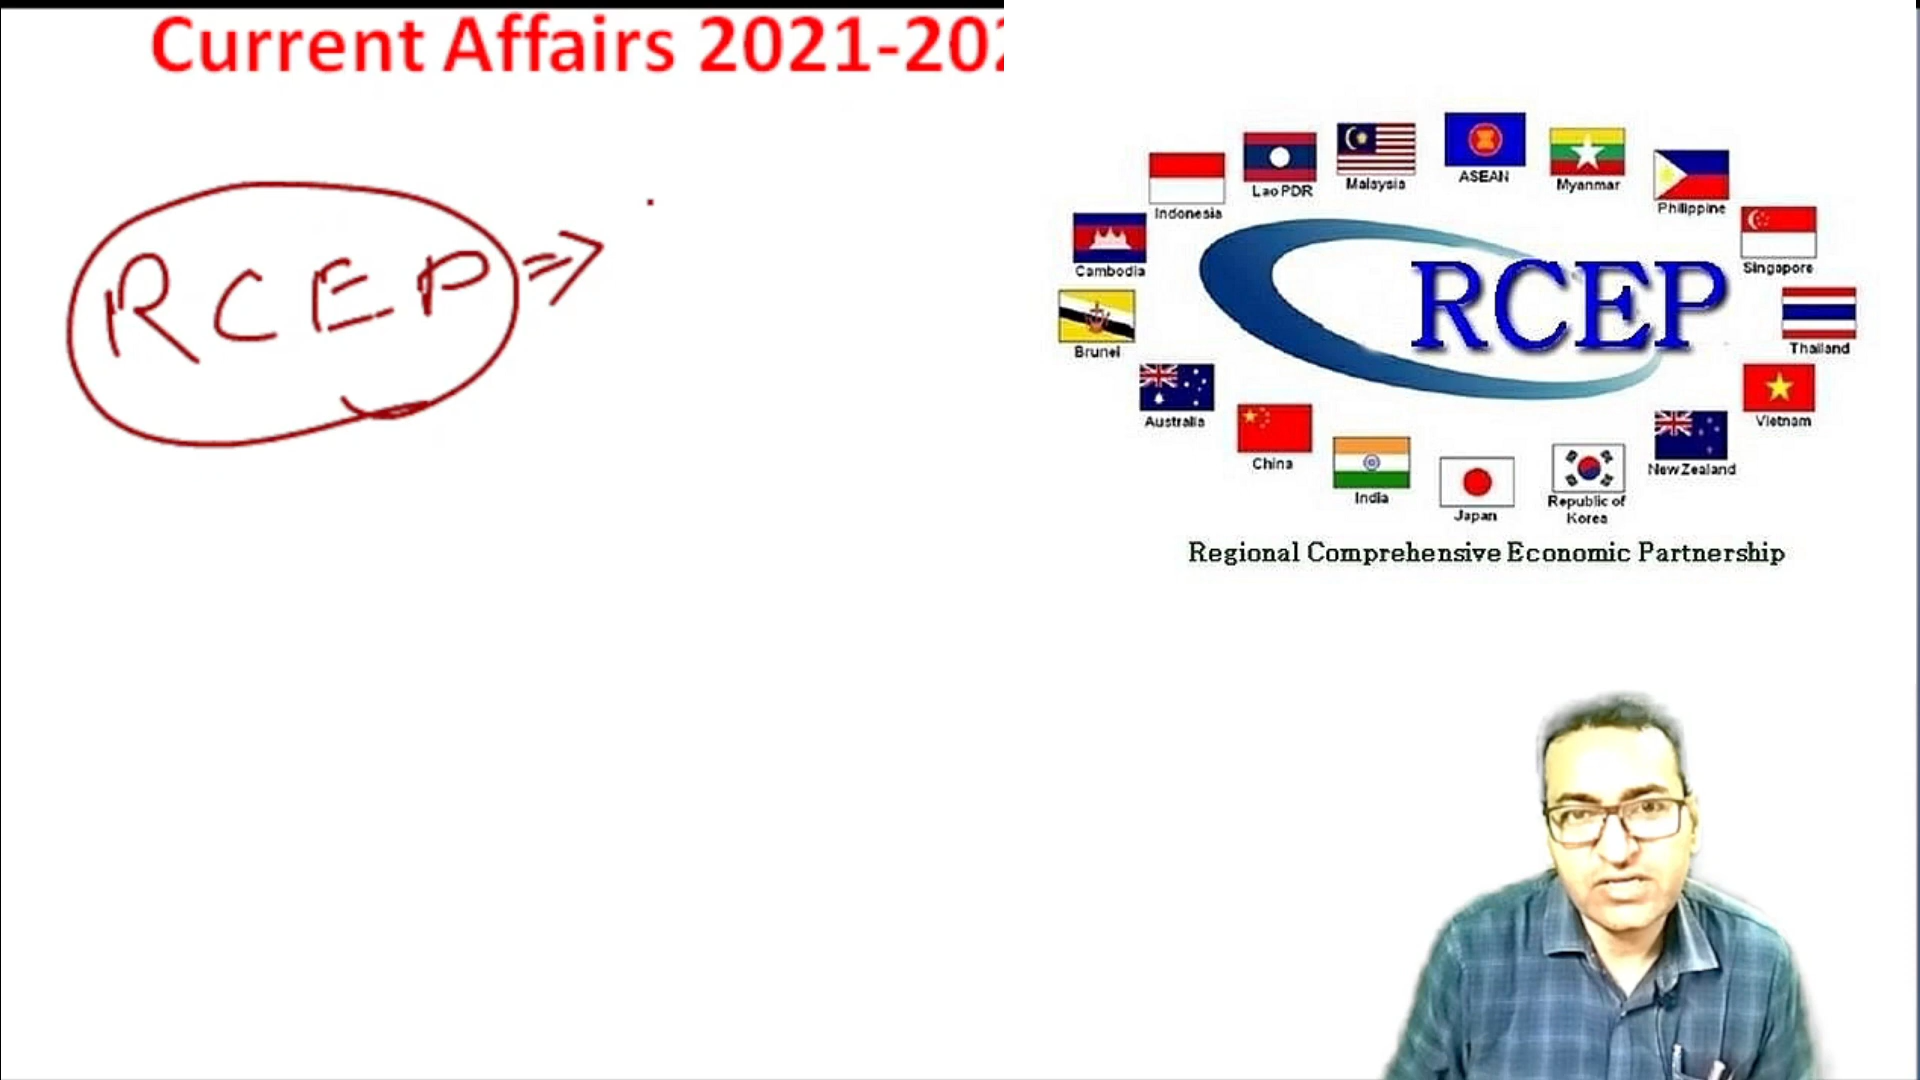 Current Affairs 2021-202
RCEP ⇒
ASEAN
Malaysia
Myanmar
Lao PDR
Philippine
Indonesia
Singapore
Cambodia
RCEP
Thailand
Brunei
Australia
Vietnam
China
New Zealand
India
Japan
Republic of
Korea
Regional Comprehensive Economic Partnership